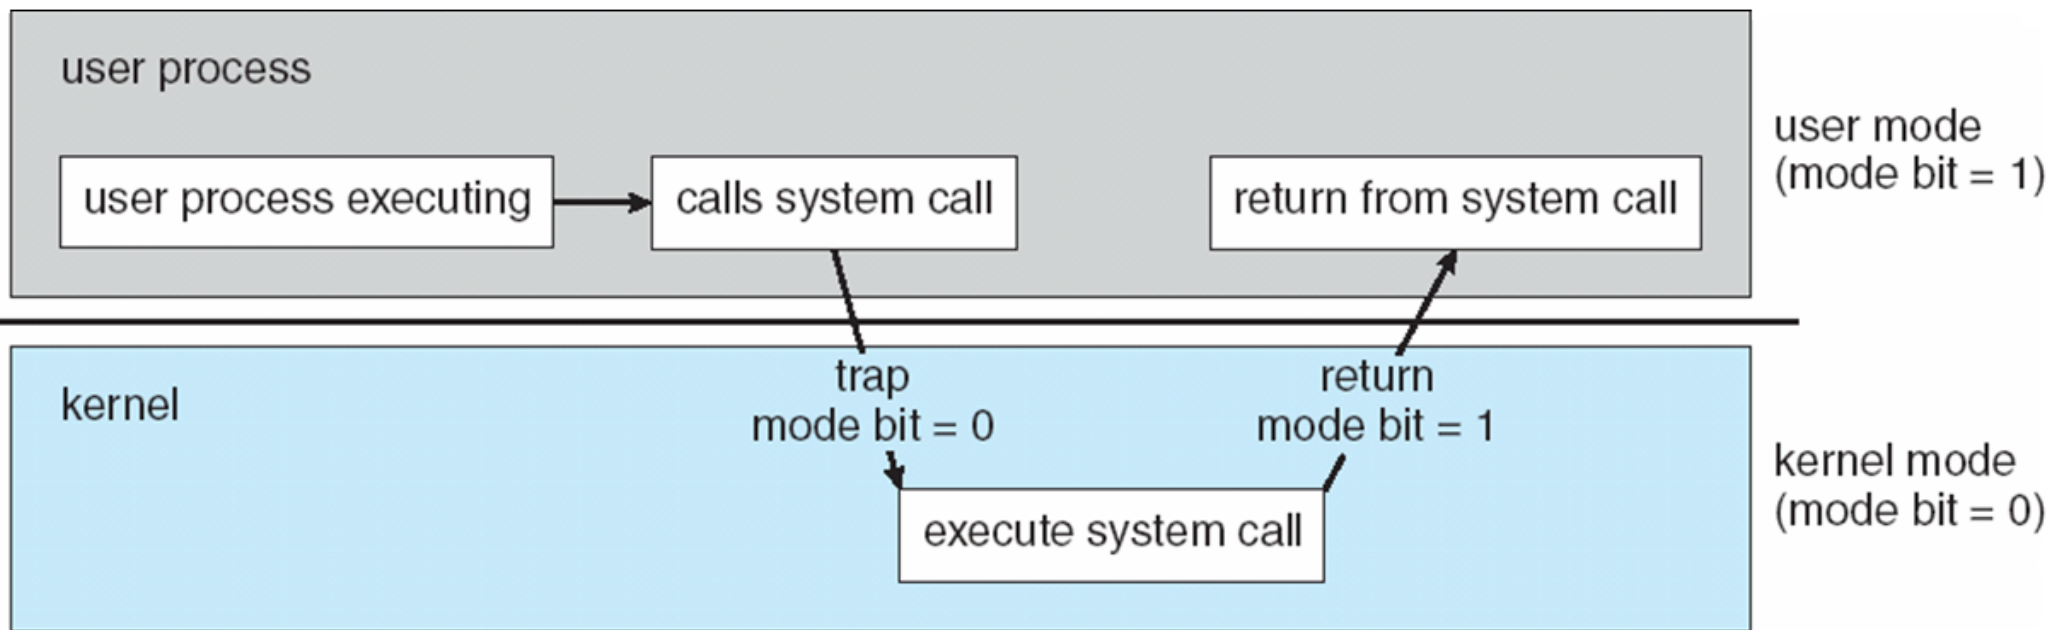 user process
user process executing
calls system call
return from system call
user mode
(mode bit = 1)
kernel
trap
mode bit = 0
return
mode bit = 1
execute system call
kernel mode
(mode bit = 0)